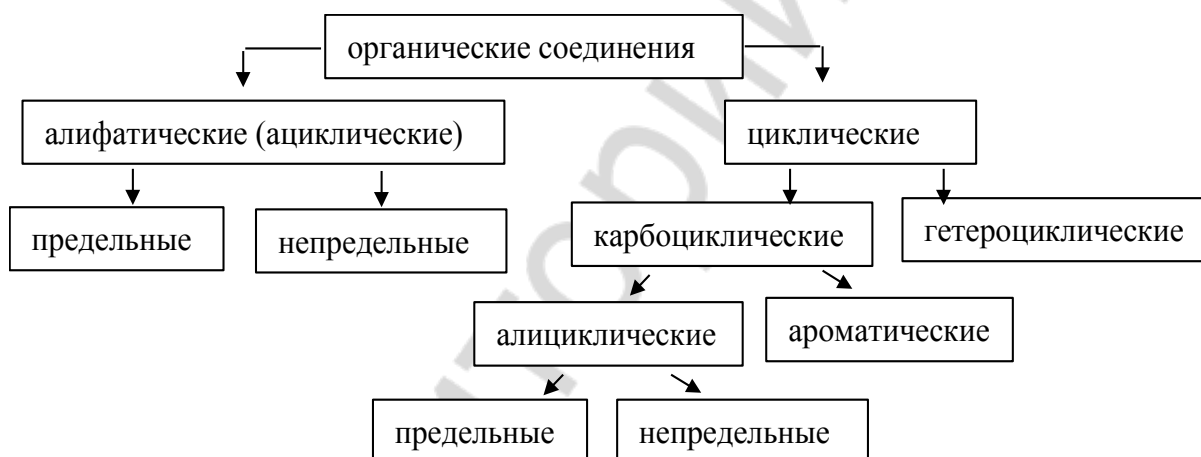 органические соединения
алифатические (ациклические)
циклические
предельные
непредельные
карбоциклические
гетероциклические
алициклические
ароматические
предельные
непредельные